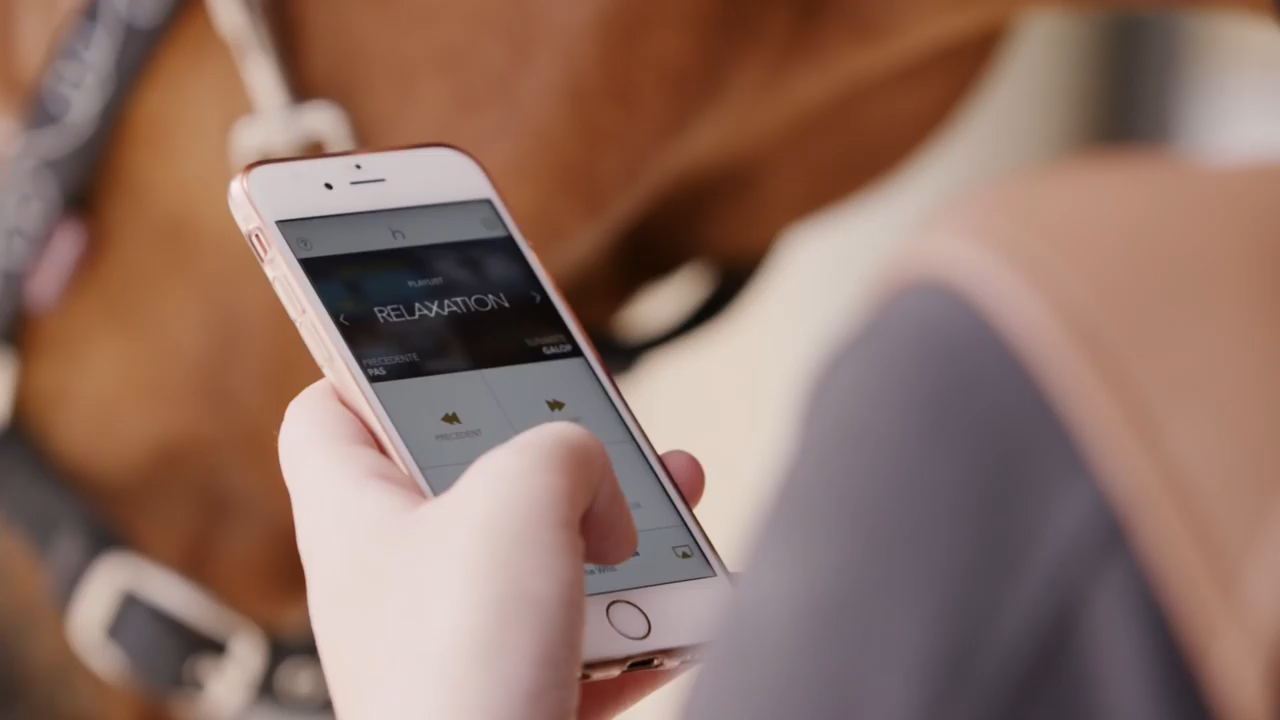 h
PLAYLIST
RELAXATION
PRECEDENTE
PAS
SUIVANTE
GALOP
PRECEDENT